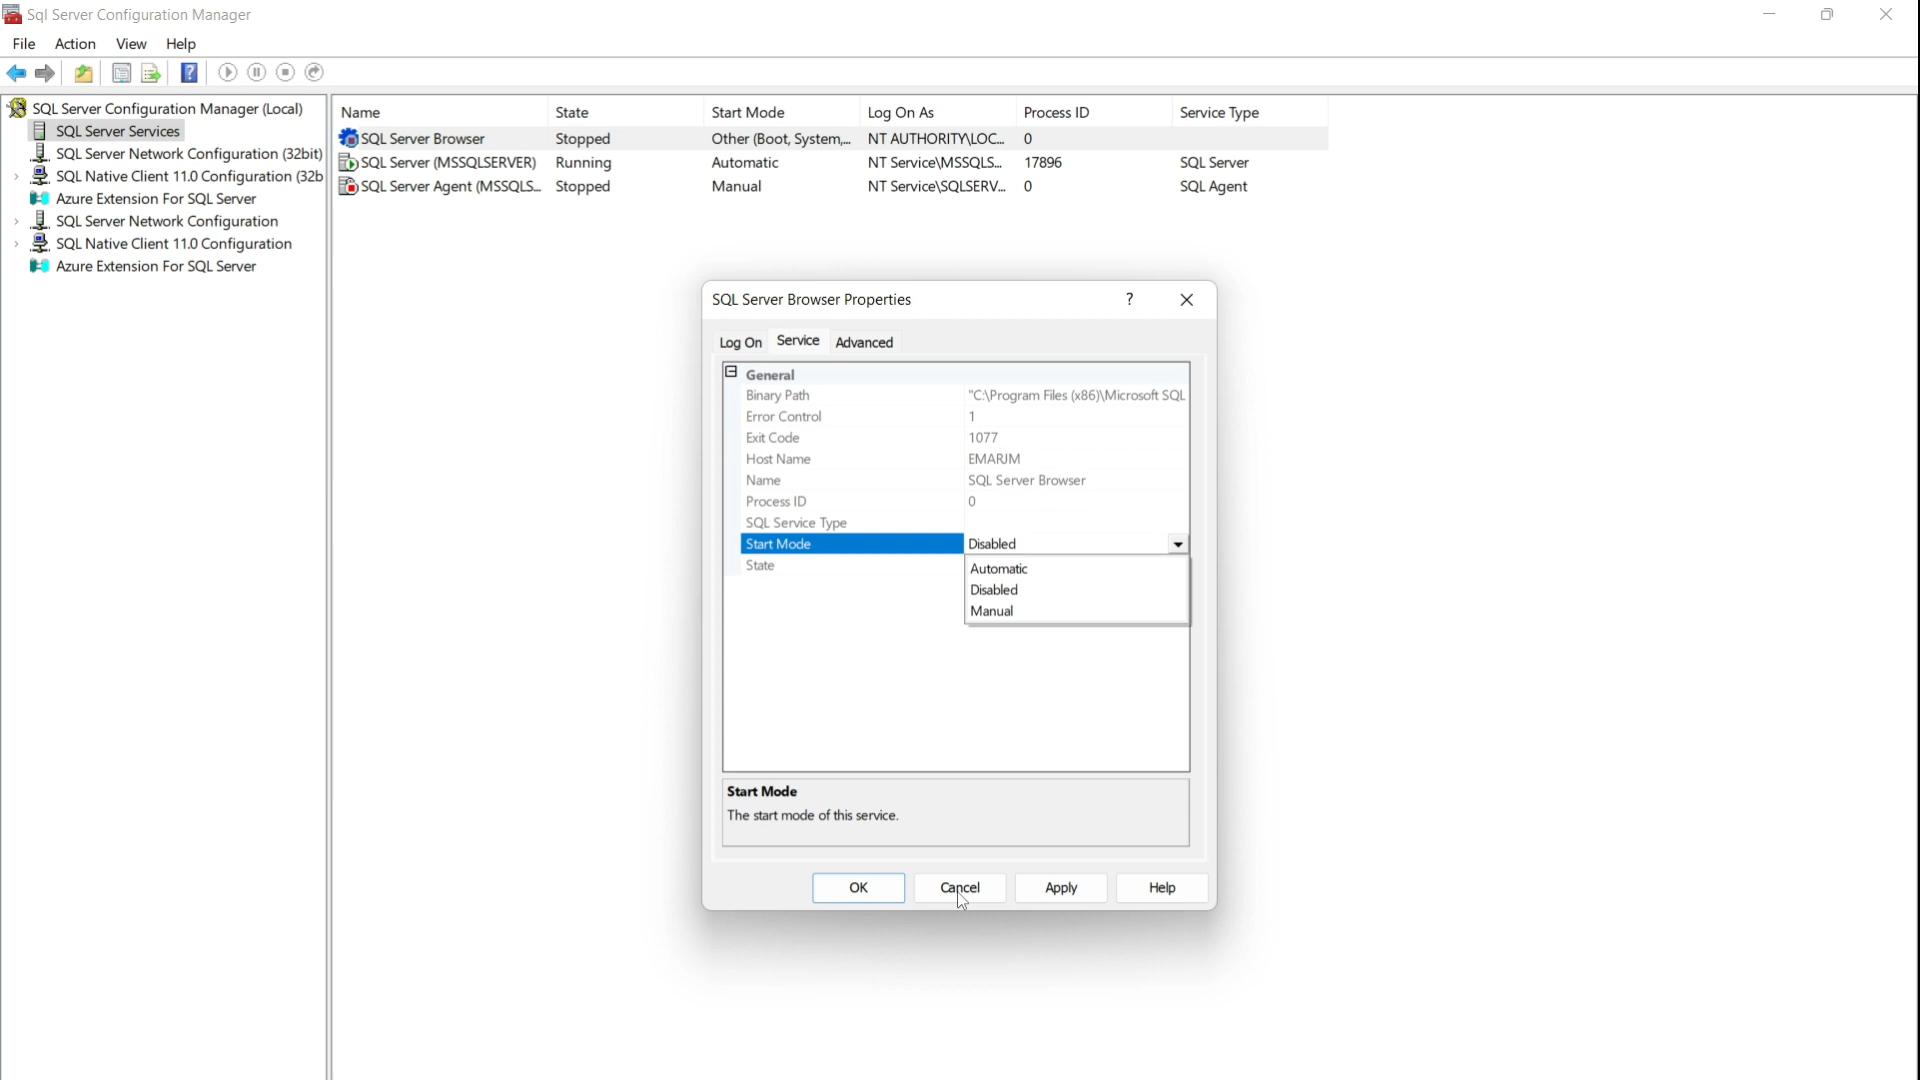 Sql Server Configuration Manager
File Action View Help
SQL Server Configuration Manager (Local)
SQL Server Services
SQL Server Network Configuration (32bit)
SQL Native Client 11.0 Configuration (32b
Azure Extension For SQL Server
SQL Server Network Configuration
SQL Native Client 11.0 Configuration
Azure Extension For SQL Server
Name State Start Mode Log On As Process ID Service Type
SQL Server Browser Stopped Other (Boot, System,... NT AUTHORITY\LOC... 0
SQL Server (MSSQLSERVER) Running Automatic NT Service\MSSQLS... 17896 SQL Server
SQL Server Agent (MSSQLS... Stopped Manual NT Service\SQLSERV... 0 SQL Agent
SQL Server Browser Properties ?
Log On Service Advanced
General
Binary Path "C:\Program Files (x86)\Microsoft SQL
Error Control 1
Exit Code 1077
Host Name EMARJM
Name SQL Server Browser
Process ID 0
SQL Service Type
Start Mode Disabled
State
Automatic
Disabled
Manual
Start Mode
The start mode of this service.
OK Cancel Apply Help